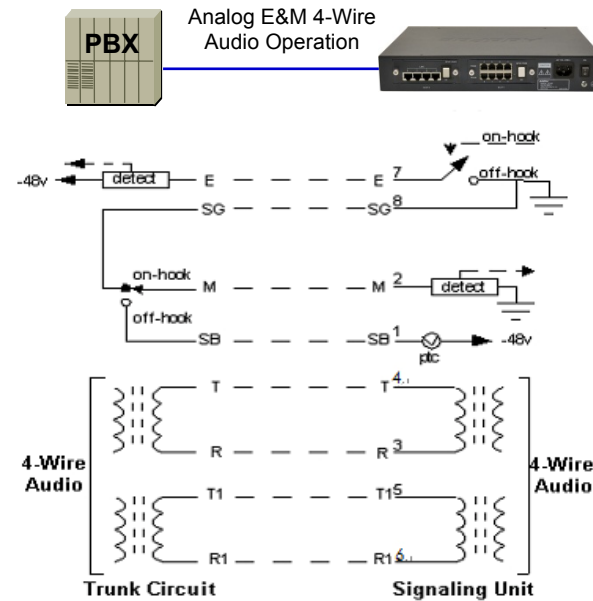 Analog E&M 4-Wire
Audio Operation
PBX
on-hook
-48v detect E E 7 off-hook
SG SG 8
on-hook M M 2 detect
off-hook
SB SB 1 -48v
ptc
T T 4
R R 3
4-Wire
Audio
4-Wire
Audio
T1 T1 5
R1 R1 6
Trunk Circuit Signaling Unit